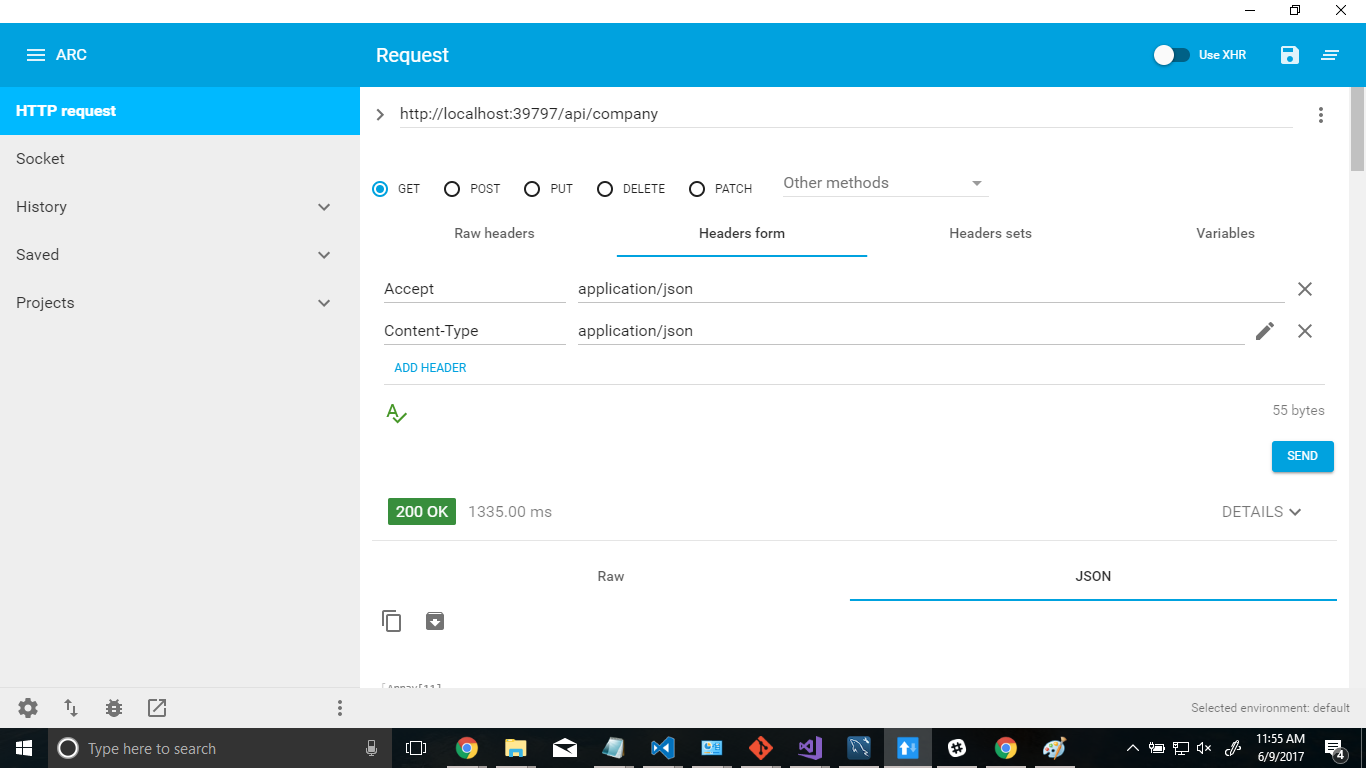 ARC
Request
Use XHR
HTTP request
Socket
History
Saved
Projects
http://localhost:39797/api/company
GET POST PUT DELETE PATCH Other methods
Raw headers Headers form Headers sets Variables
Accept application/json
Content-Type application/json
ADD HEADER
A
55 bytes
SEND
200 OK 1335.00 ms DETAILS
Raw JSON
[Array[11]
Selected environment: default
Type here to search
11:55 AM
6/9/2017
4